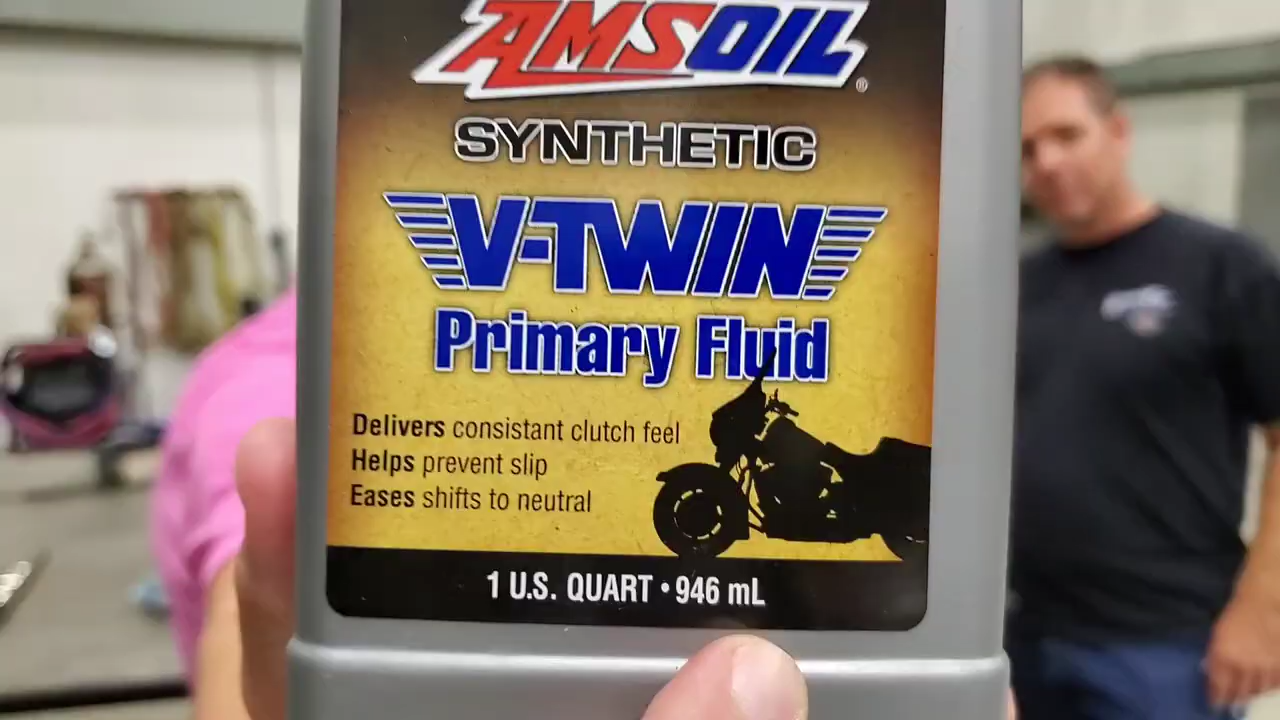 AMSOIL®
SYNTHETIC
V-TWIN
Primary Fluid
Delivers consistant clutch feel
Helps prevent slip
Eases shifts to neutral
1 U.S. QUART • 946 mL